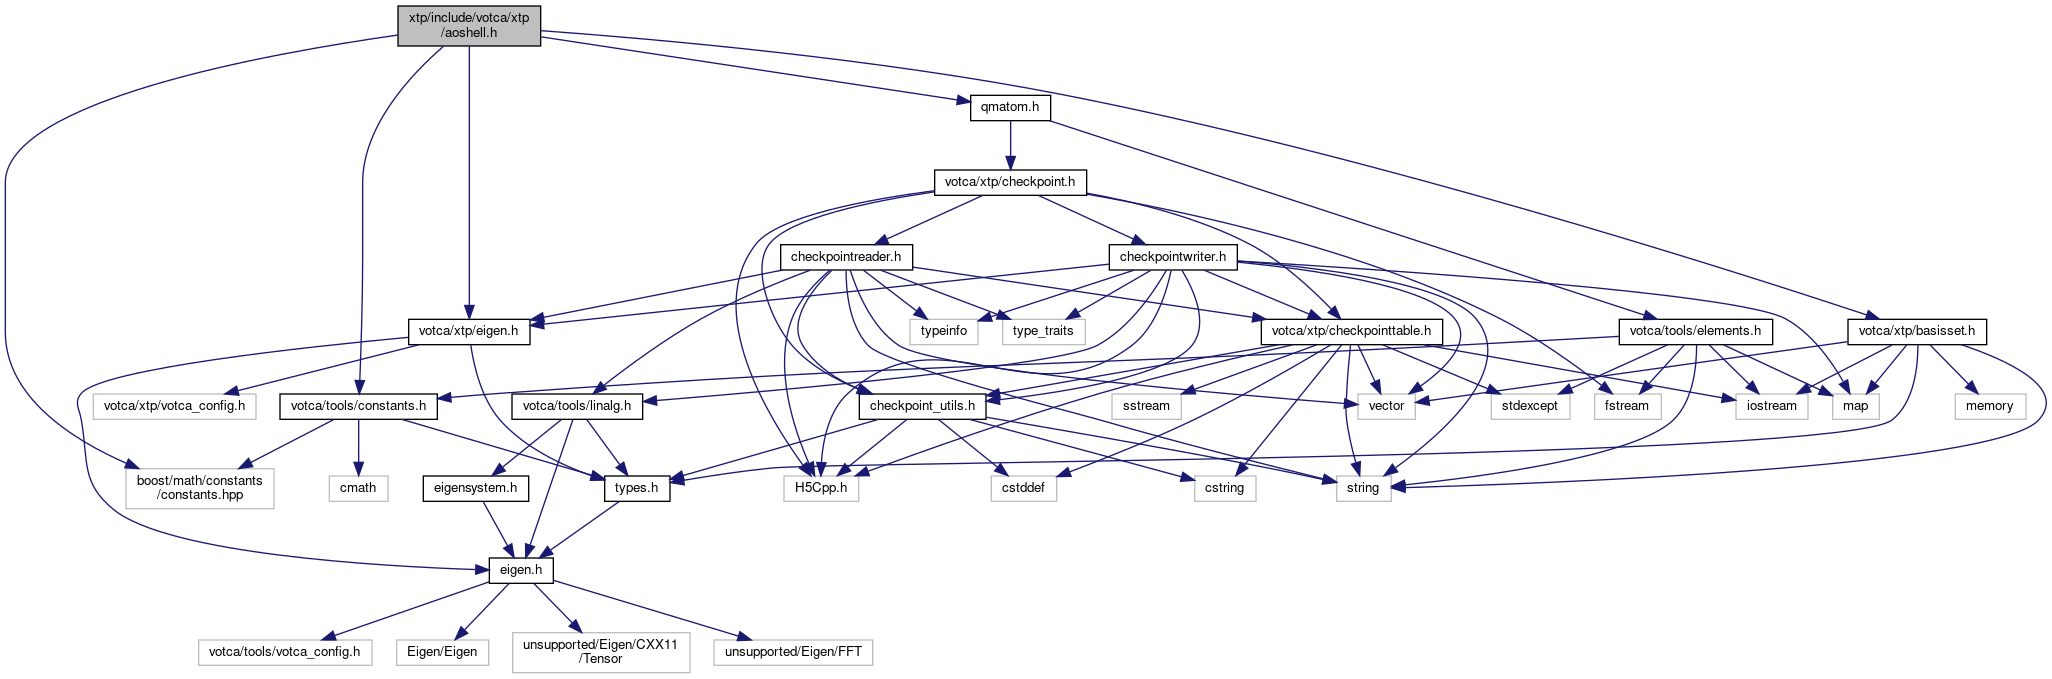 xtp/include/votca/xtp
/aoshell.h
qmatom.h
votca/xtp/checkpoint.h
checkpointreader.h
checkpointwriter.h
votca/xtp/eigen.h
typeinfo
type_traits
votca/xtp/checkpointtable.h
votca/tools/elements.h
votca/xtp/basisset.h
votca/xtp/votca_config.h
votca/tools/constants.h
votca/tools/linalg.h
checkpoint_utils.h
sstream
vector
stdexcept
fstream
iostream
map
memory
boost/math/constants
/constants.hpp
cmath
eigensystem.h
types.h
H5Cpp.h
cstddef
cstring
string
eigen.h
votca/tools/votca_config.h
Eigen/Eigen
unsupported/Eigen/CXX11
/Tensor
unsupported/Eigen/FFT